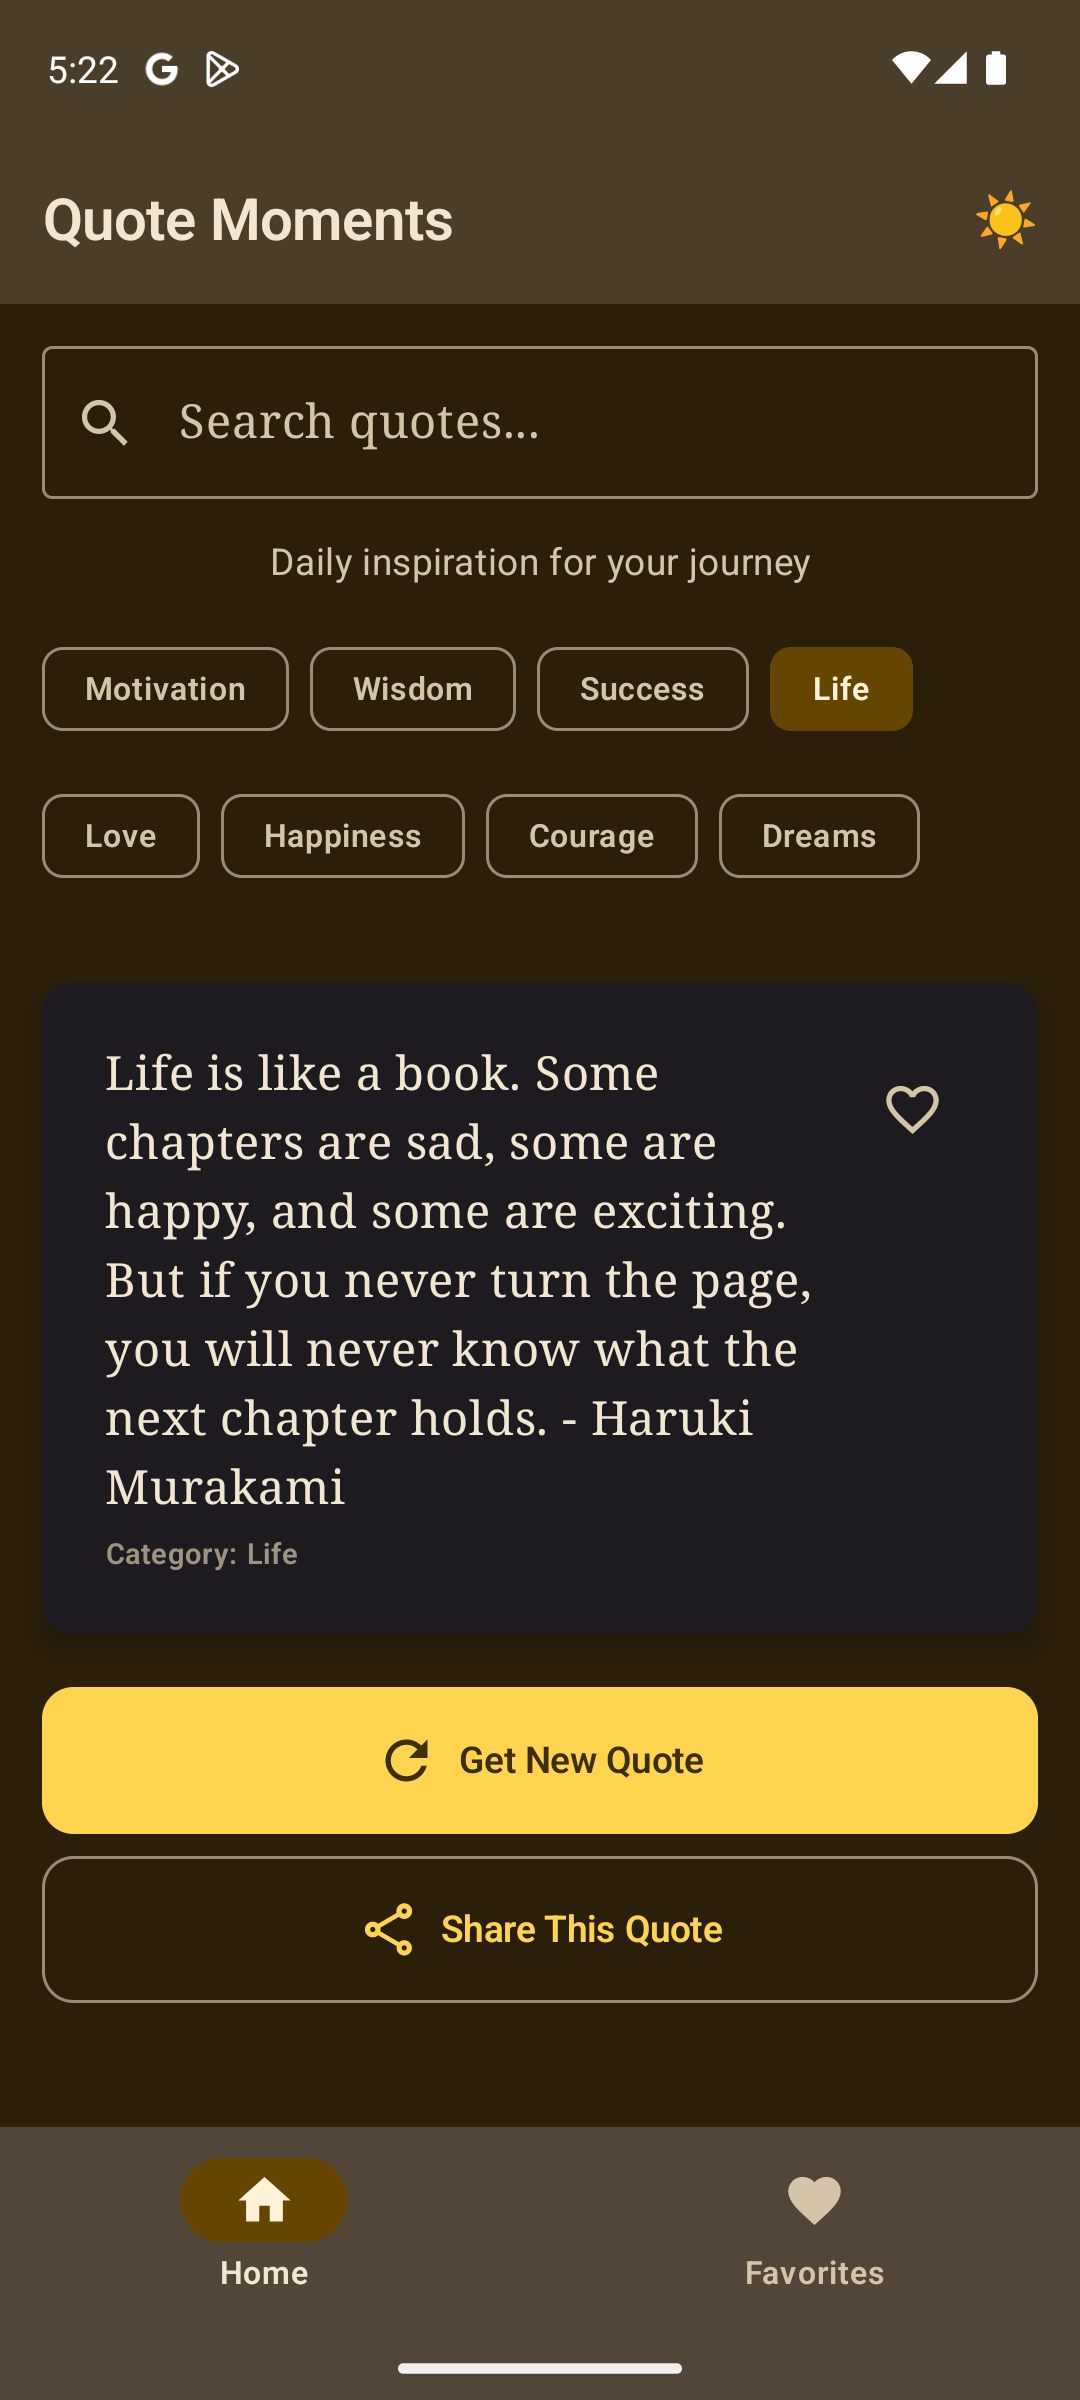 5:22
Quote Moments
Search quotes...
Daily inspiration for your journey
Motivation Wisdom Success Life
Love Happiness Courage Dreams
Life is like a book. Some
chapters are sad, some are
happy, and some are exciting.
But if you never turn the page,
you will never know what the
next chapter holds. - Haruki
Murakami
Category: Life
Get New Quote
Share This Quote
Home Favorites